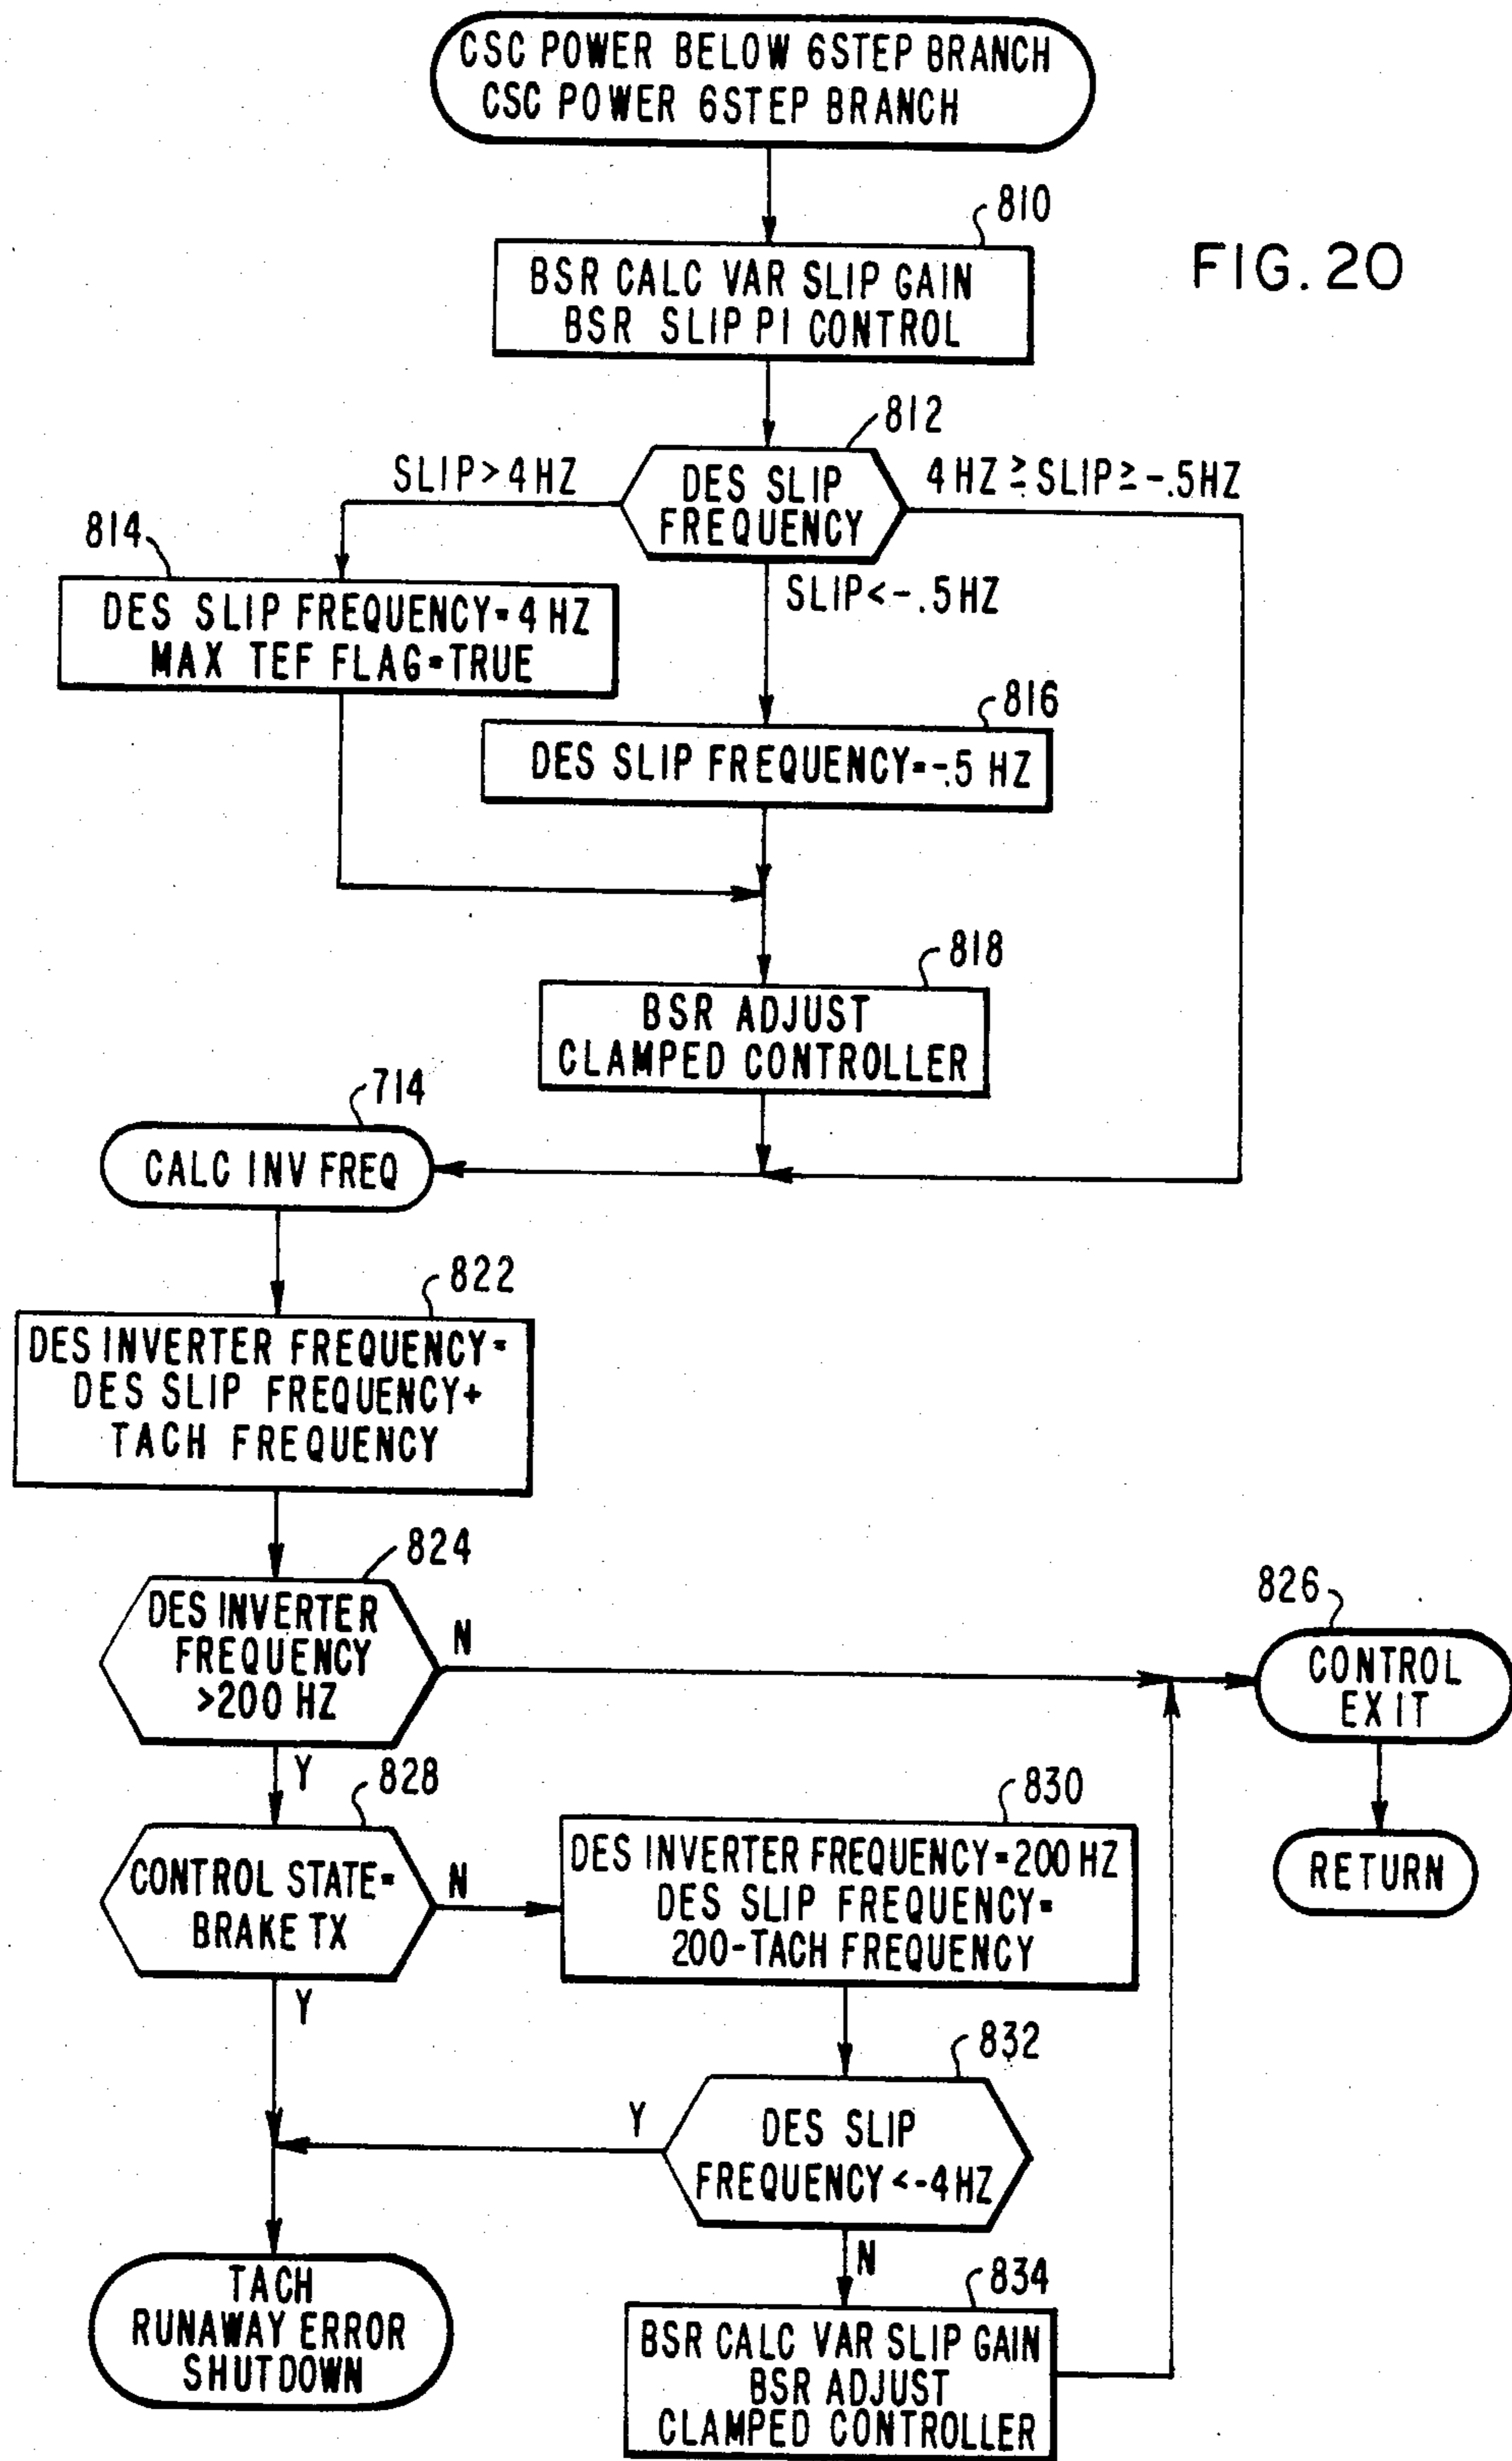 CSC POWER BELOW 6STEP BRANCH
CSC POWER 6STEP BRANCH
810
FIG. 20
BSR CALC VAR SLIP GAIN
BSR SLIP PI CONTROL
812
SLIP>4HZ
DES SLIP
FREQUENCY
4HZ≥SLIP≥-.5HZ
814
SLIP<-.5HZ
DES SLIP FREQUENCY=4HZ
MAX TEF FLAG=TRUE
816
DES SLIP FREQUENCY=-.5 HZ
818
BSR ADJUST
CLAMPED CONTROLLER
714
CALC INV FREQ
822
DES INVERTER FREQUENCY=
DES SLIP FREQUENCY+
TACH FREQUENCY
824
DES INVERTER
FREQUENCY
>200 HZ
N
826
CONTROL
EXIT
Y
828
CONTROL STATE=
BRAKE TX
N
830
DES INVERTER FREQUENCY=200 HZ
DES SLIP FREQUENCY=
200-TACH FREQUENCY
RETURN
Y
832
Y
DES SLIP
FREQUENCY<-4HZ
N
TACH
RUNAWAY ERROR
SHUTDOWN
834
BSR CALC VAR SLIP GAIN
BSR ADJUST
CLAMPED CONTROLLER